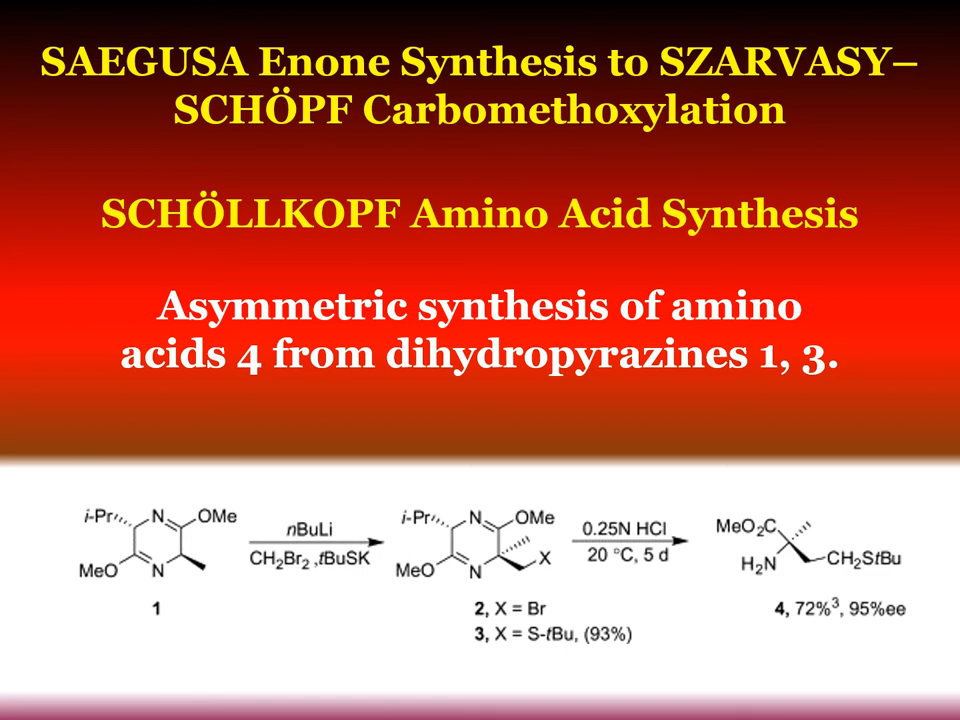 SAEGUSA Enone Synthesis to SZARVASY–
SCHÖPF Carbomethoxylation
SCHÖLLKOPF Amino Acid Synthesis
Asymmetric synthesis of amino
acids 4 from dihydropyrazines 1, 3.
i-Pr N OMe
MeO N
1
nBuLi
CH2Br2 ,tBuSK
i-Pr N OMe
MeO N X
2, X = Br
3, X = S-tBu, (93%)
0.25N HCl
20 °C, 5 d
MeO2C
H2N CH2StBu
4, 72%3, 95%ee